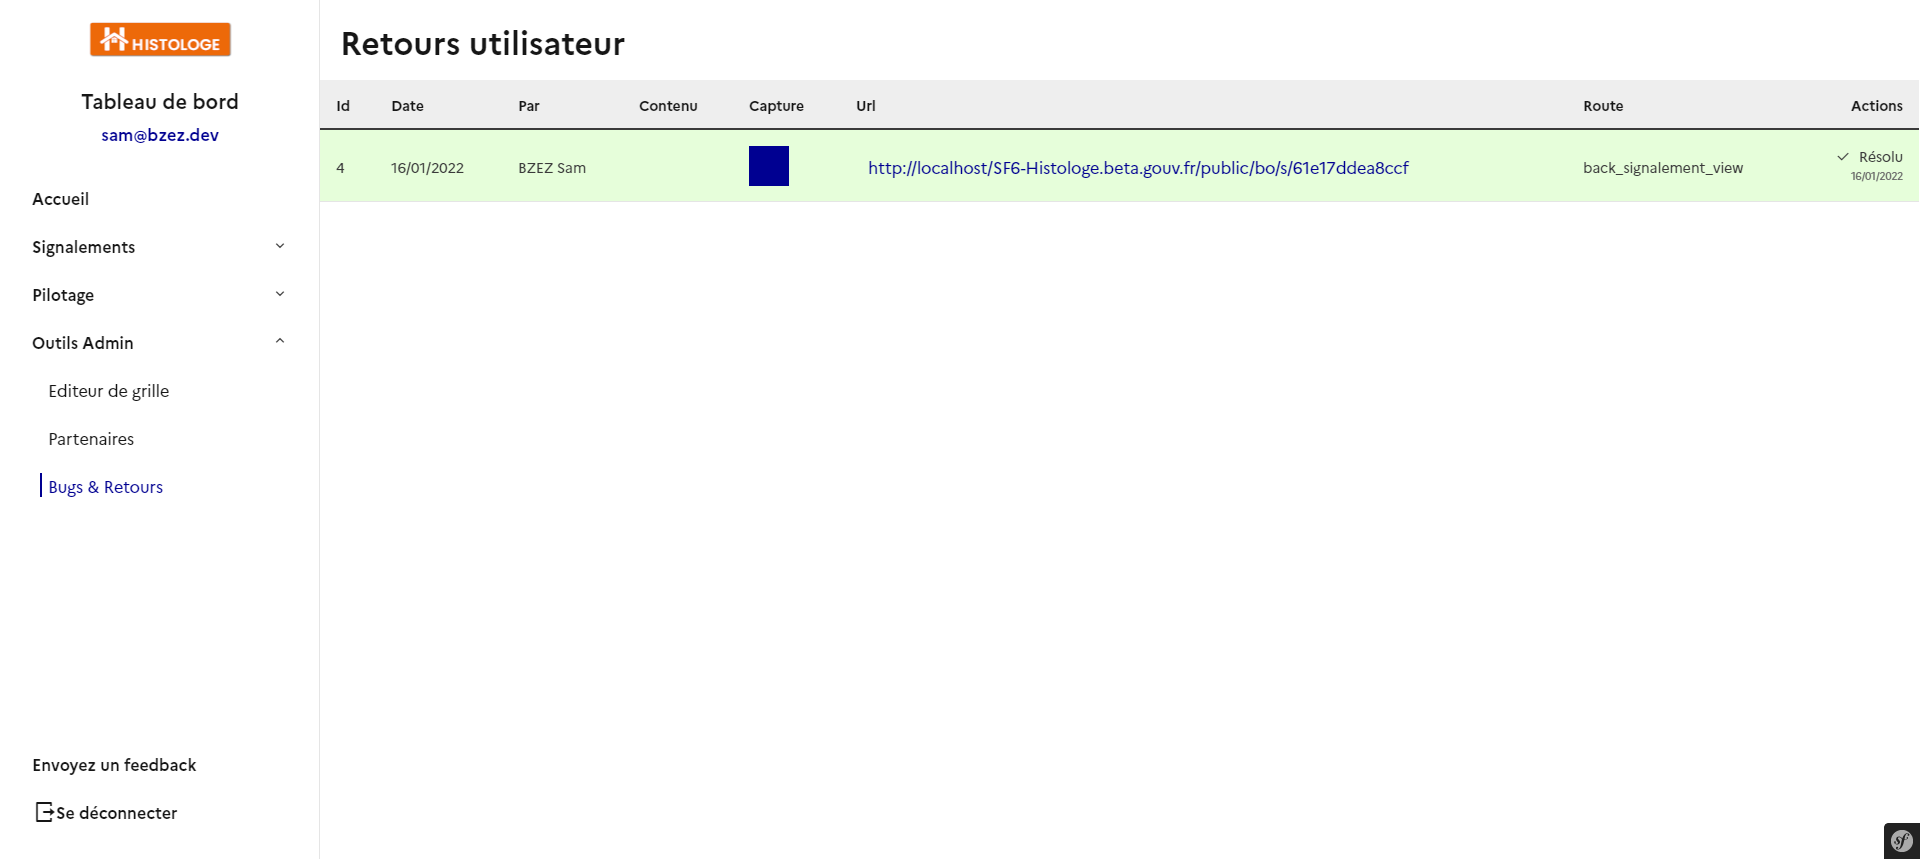 HISTOLOGE
Tableau de bord
sam@bzez.dev
Accueil
Signalements
Pilotage
Outils Admin
Editeur de grille
Partenaires
Bugs & Retours
Envoyez un feedback
Se déconnecter
Retours utilisateur
Id Date Par Contenu Capture Url Route Actions
4 16/01/2022 BZEZ Sam http://localhost/SF6-Histologe.beta.gouv.fr/public/bo/s/61e17ddea8ccf back_signalement_view Résolu
16/01/2022
sf